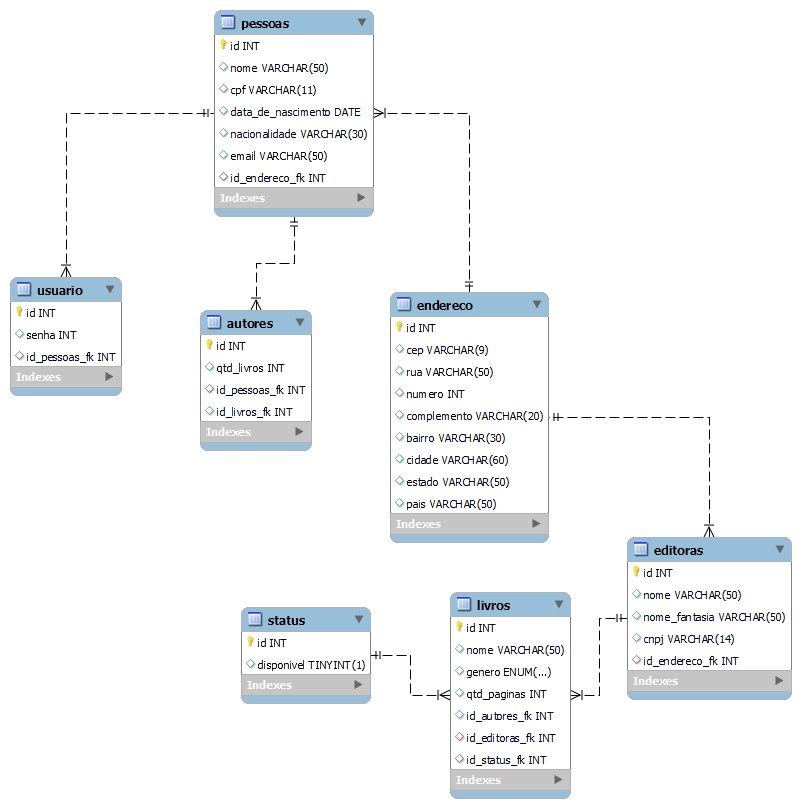 pessoas
id INT
nome VARCHAR(50)
cpf VARCHAR(11)
data_de_nascimento DATE
nacionalidade VARCHAR(30)
email VARCHAR(50)
id_endereco_fk INT
Indexes
usuario
id INT
senha INT
id_pessoas_fk INT
Indexes
autores
id INT
qtd_livros INT
id_pessoas_fk INT
id_livros_fk INT
Indexes
endereco
id INT
cep VARCHAR(9)
rua VARCHAR(50)
numero INT
complemento VARCHAR(20)
bairro VARCHAR(30)
cidade VARCHAR(60)
estado VARCHAR(50)
pais VARCHAR(50)
Indexes
editoras
id INT
nome VARCHAR(50)
nome_fantasia VARCHAR(50)
cnpj VARCHAR(14)
id_endereco_fk INT
Indexes
status
id INT
disponivel TINYINT(1)
Indexes
livros
id INT
nome VARCHAR(50)
genero ENUM(...)
qtd_paginas INT
id_autores_fk INT
id_editoras_fk INT
id_status_fk INT
Indexes